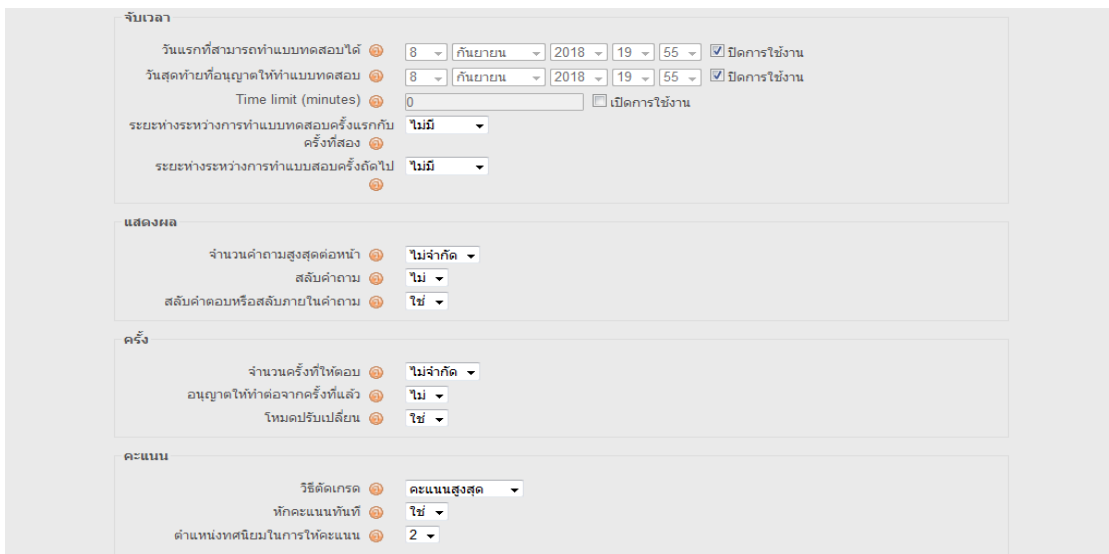 จับเวลา
วันแรกที่สามารถทำแบบทดสอบได้ 8 กันยายน 2018 19 55 ปิดการใช้งาน
วันสุดท้ายที่อนุญาตให้ทำแบบทดสอบ 8 กันยายน 2018 19 55 ปิดการใช้งาน
Time limit (minutes) 0 เปิดการใช้งาน
ระยะห่างระหว่างการทำแบบทดสอบครั้งแรกกับ ไม่มี
ครั้งที่สอง
ระยะห่างระหว่างการทำแบบสอบครั้งถัดไป ไม่มี
แสดงผล
จำนวนคำถามสูงสุดต่อหน้า ไม่จำกัด
สลับคำถาม ไม่
สลับคำตอบหรือสลับภายในคำถาม ใช่
ครั้ง
จำนวนครั้งที่ให้ตอบ ไม่จำกัด
อนุญาตให้ทำต่อจากครั้งที่แล้ว ไม่
โหมดปรับเปลี่ยน ใช่
คะแนน
วิธีตัดเกรด คะแนนสูงสุด
หักคะแนนทันที ใช่
ตำแหน่งทศนิยมในการให้คะแนน 2